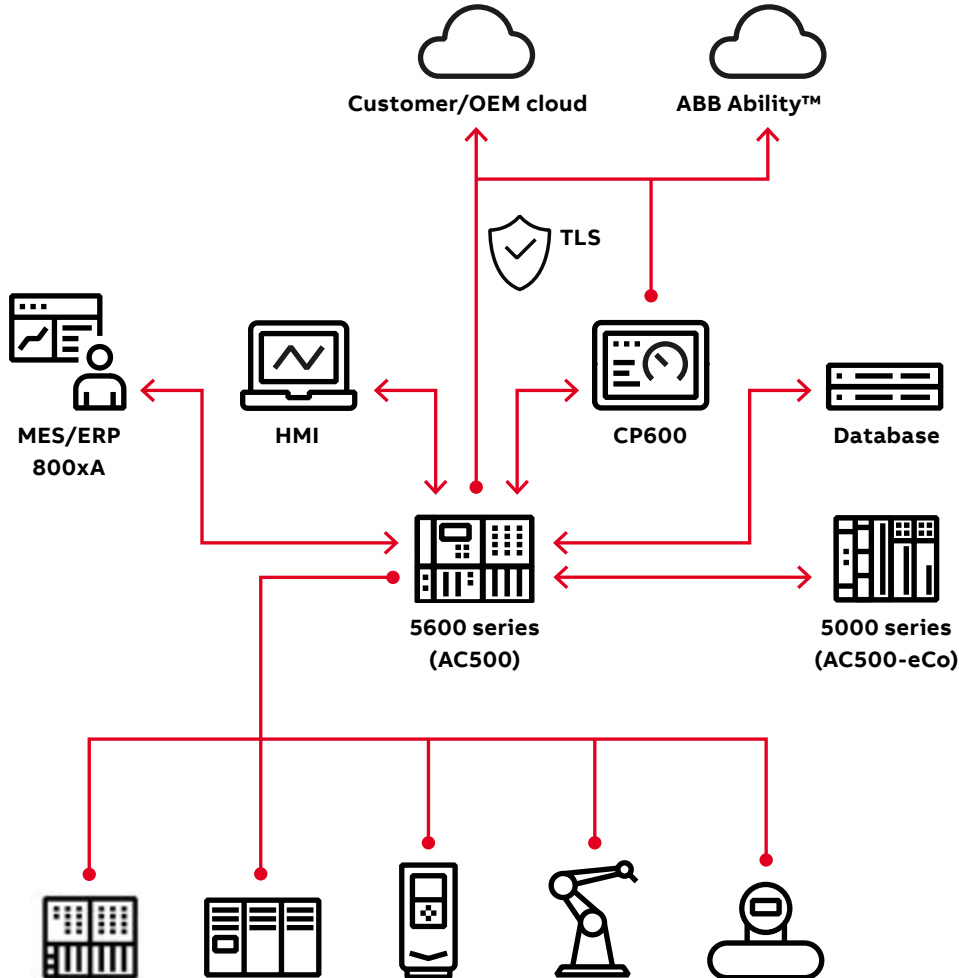 Customer/OEM cloud
ABB Ability™
TLS
MES/ERP
800xA
HMI
CP600
Database
5600 series
(AC500)
5000 series
(AC500-eCo)